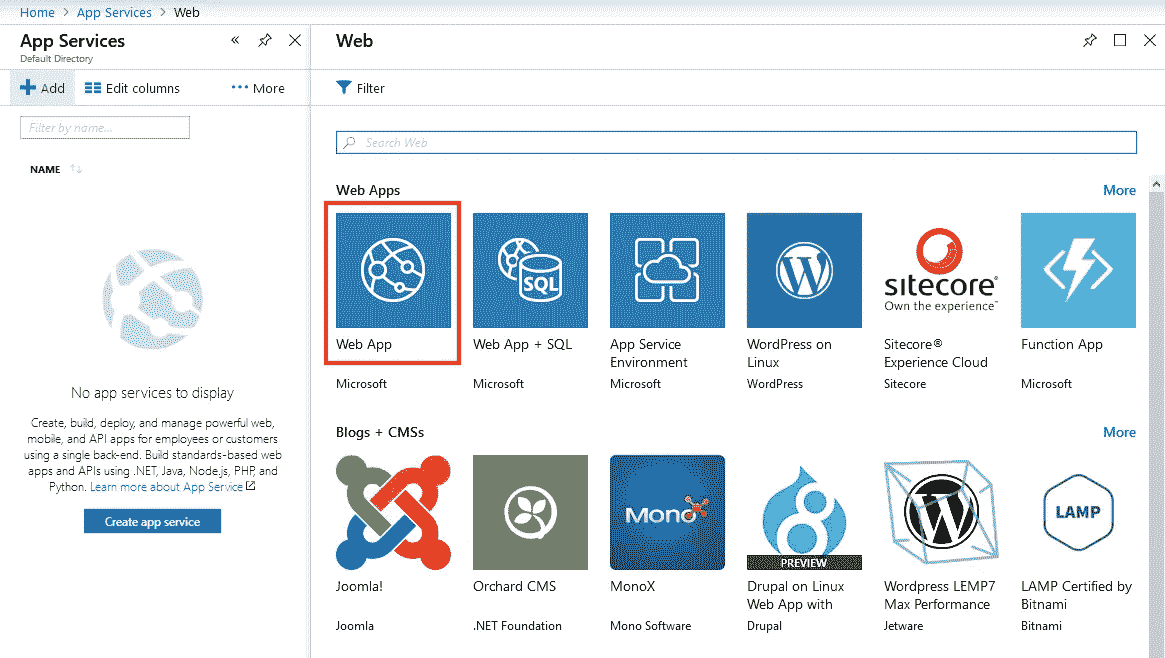 Home > App Services > Web
App Services
Default Directory
Add
Edit columns
More
Filter by name...
NAME
No app services to display
Create, build, deploy, and manage powerful web,
mobile, and API apps for employees or customers
using a single back-end. Build standards-based web
apps and APIs using .NET, Java, Node.js, PHP, and
Python. Learn more about App Service
Create app service
Web
Filter
Search Web
Web Apps
More
SQL
sitecore®
Own the experience™
Web App
Microsoft
Web App + SQL
Microsoft
App Service
Environment
Microsoft
WordPress on
Linux
WordPress
Sitecore®
Experience Cloud
Sitecore
Function App
Microsoft
Blogs + CMSs
More
Mono
PREVIEW
LAMP
Joomla!
Joomla
Orchard CMS
.NET Foundation
MonoX
Mono Software
Drupal on Linux
Web App with
Drupal
Wordpress LEMP7
Max Performance
Jetware
LAMP Certified by
Bitnami
Bitnami